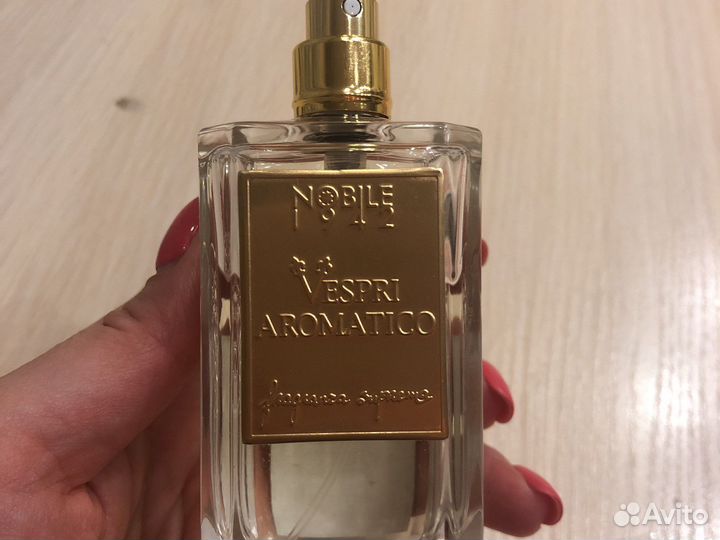 NOBILE
1942
VESPRI
AROMATICO
fragranza suprema
Avito